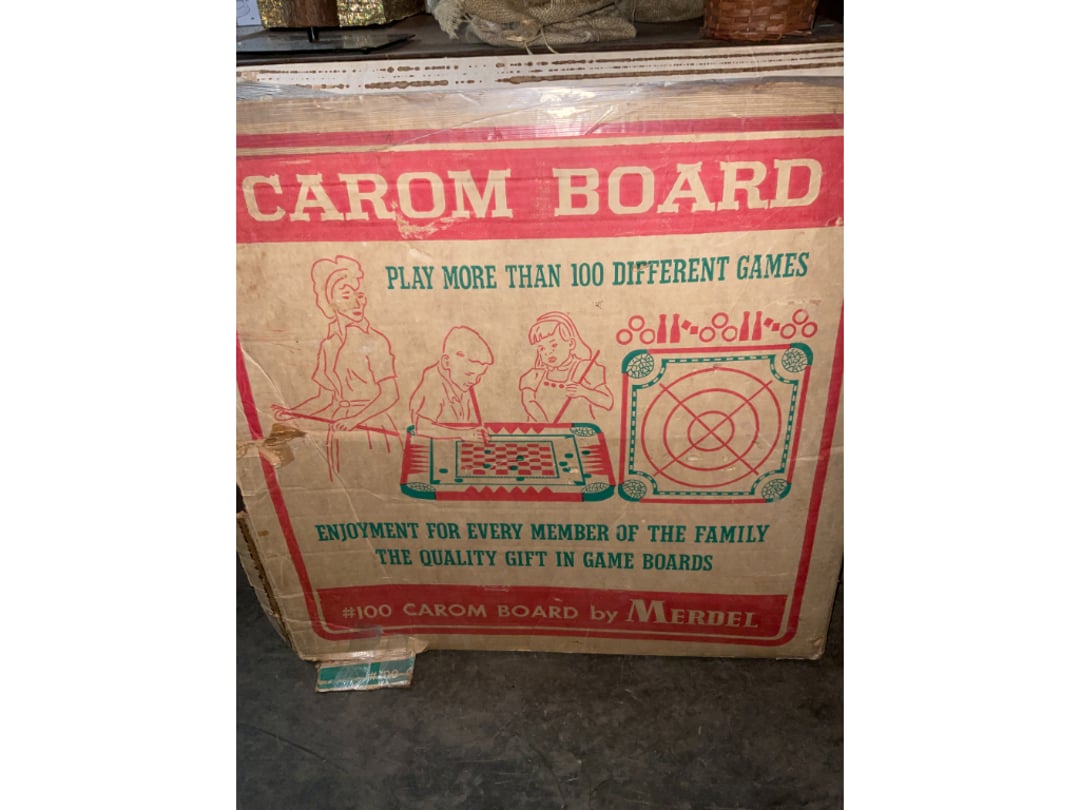 CAROM BOARD
PLAY MORE THAN 100 DIFFERENT GAMES
ENJOYMENT FOR EVERY MEMBER OF THE FAMILY
THE QUALITY GIFT IN GAME BOARDS
#100 CAROM BOARD by MERDEL
#100